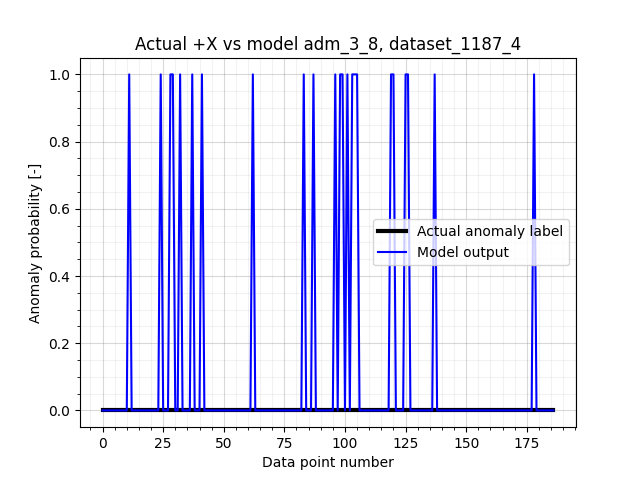 Actual +X vs model adm_3_8, dataset_1187_4
1.0
0.8
0.6
0.4
0.2
0.0
Anomaly probability [-]
Actual anomaly label
Model output
0 25 50 75 100 125 150 175
Data point number